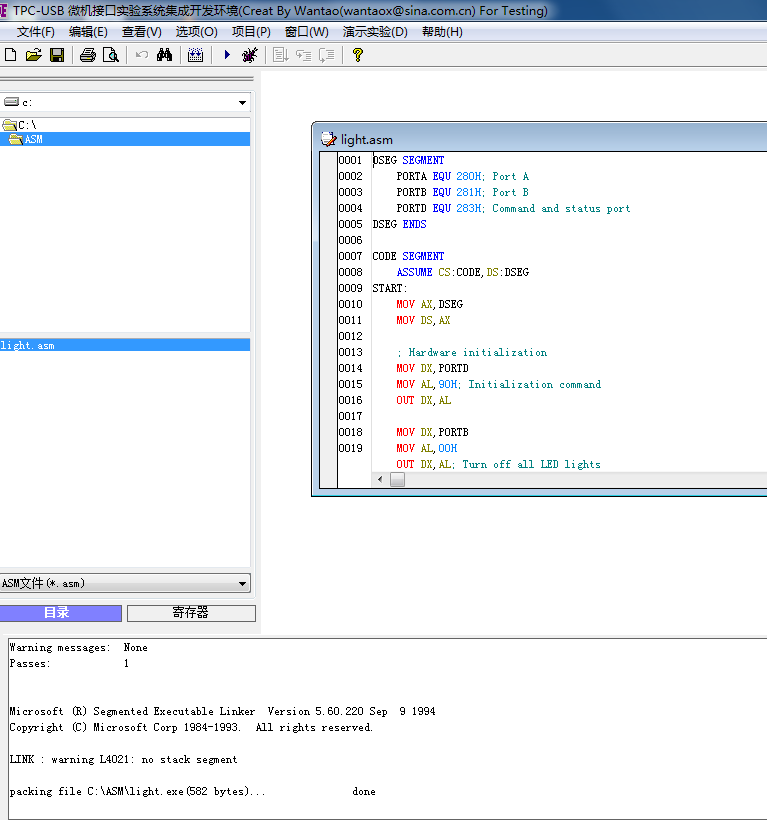 TPC-USB 微机接口实验系统集成开发环境(Creat By Wantao(wantaox@sina.com.cn) For Testing)
文件(F) 编辑(E) 查看(V) 选项(O) 项目(P) 窗口(W) 演示实验(D) 帮助(H)
c:
C:\
ASM
light.asm
ASM文件(*.asm)
目录 寄存器
light.asm
0001 DSEG SEGMENT
0002 PORTA EQU 280H; Port A
0003 PORTB EQU 281H; Port B
0004 PORTD EQU 283H; Command and status port
0005 DSEG ENDS
0006
0007 CODE SEGMENT
0008 ASSUME CS:CODE,DS:DSEG
0009 START:
0010 MOV AX,DSEG
0011 MOV DS,AX
0012
0013 ; Hardware initialization
0014 MOV DX,PORTD
0015 MOV AL,90H; Initialization command
0016 OUT DX,AL
0017
0018 MOV DX,PORTB
0019 MOV AL,00H
OUT DX,AL; Turn off all LED lights
Warning messages: None
Passes: 1
Microsoft (R) Segmented Executable Linker Version 5.60.220 Sep 9 1994
Copyright (C) Microsoft Corp 1984-1993. All rights reserved.
LINK : warning L4021: no stack segment
packing file C:\ASM\light.exe(582 bytes)... done